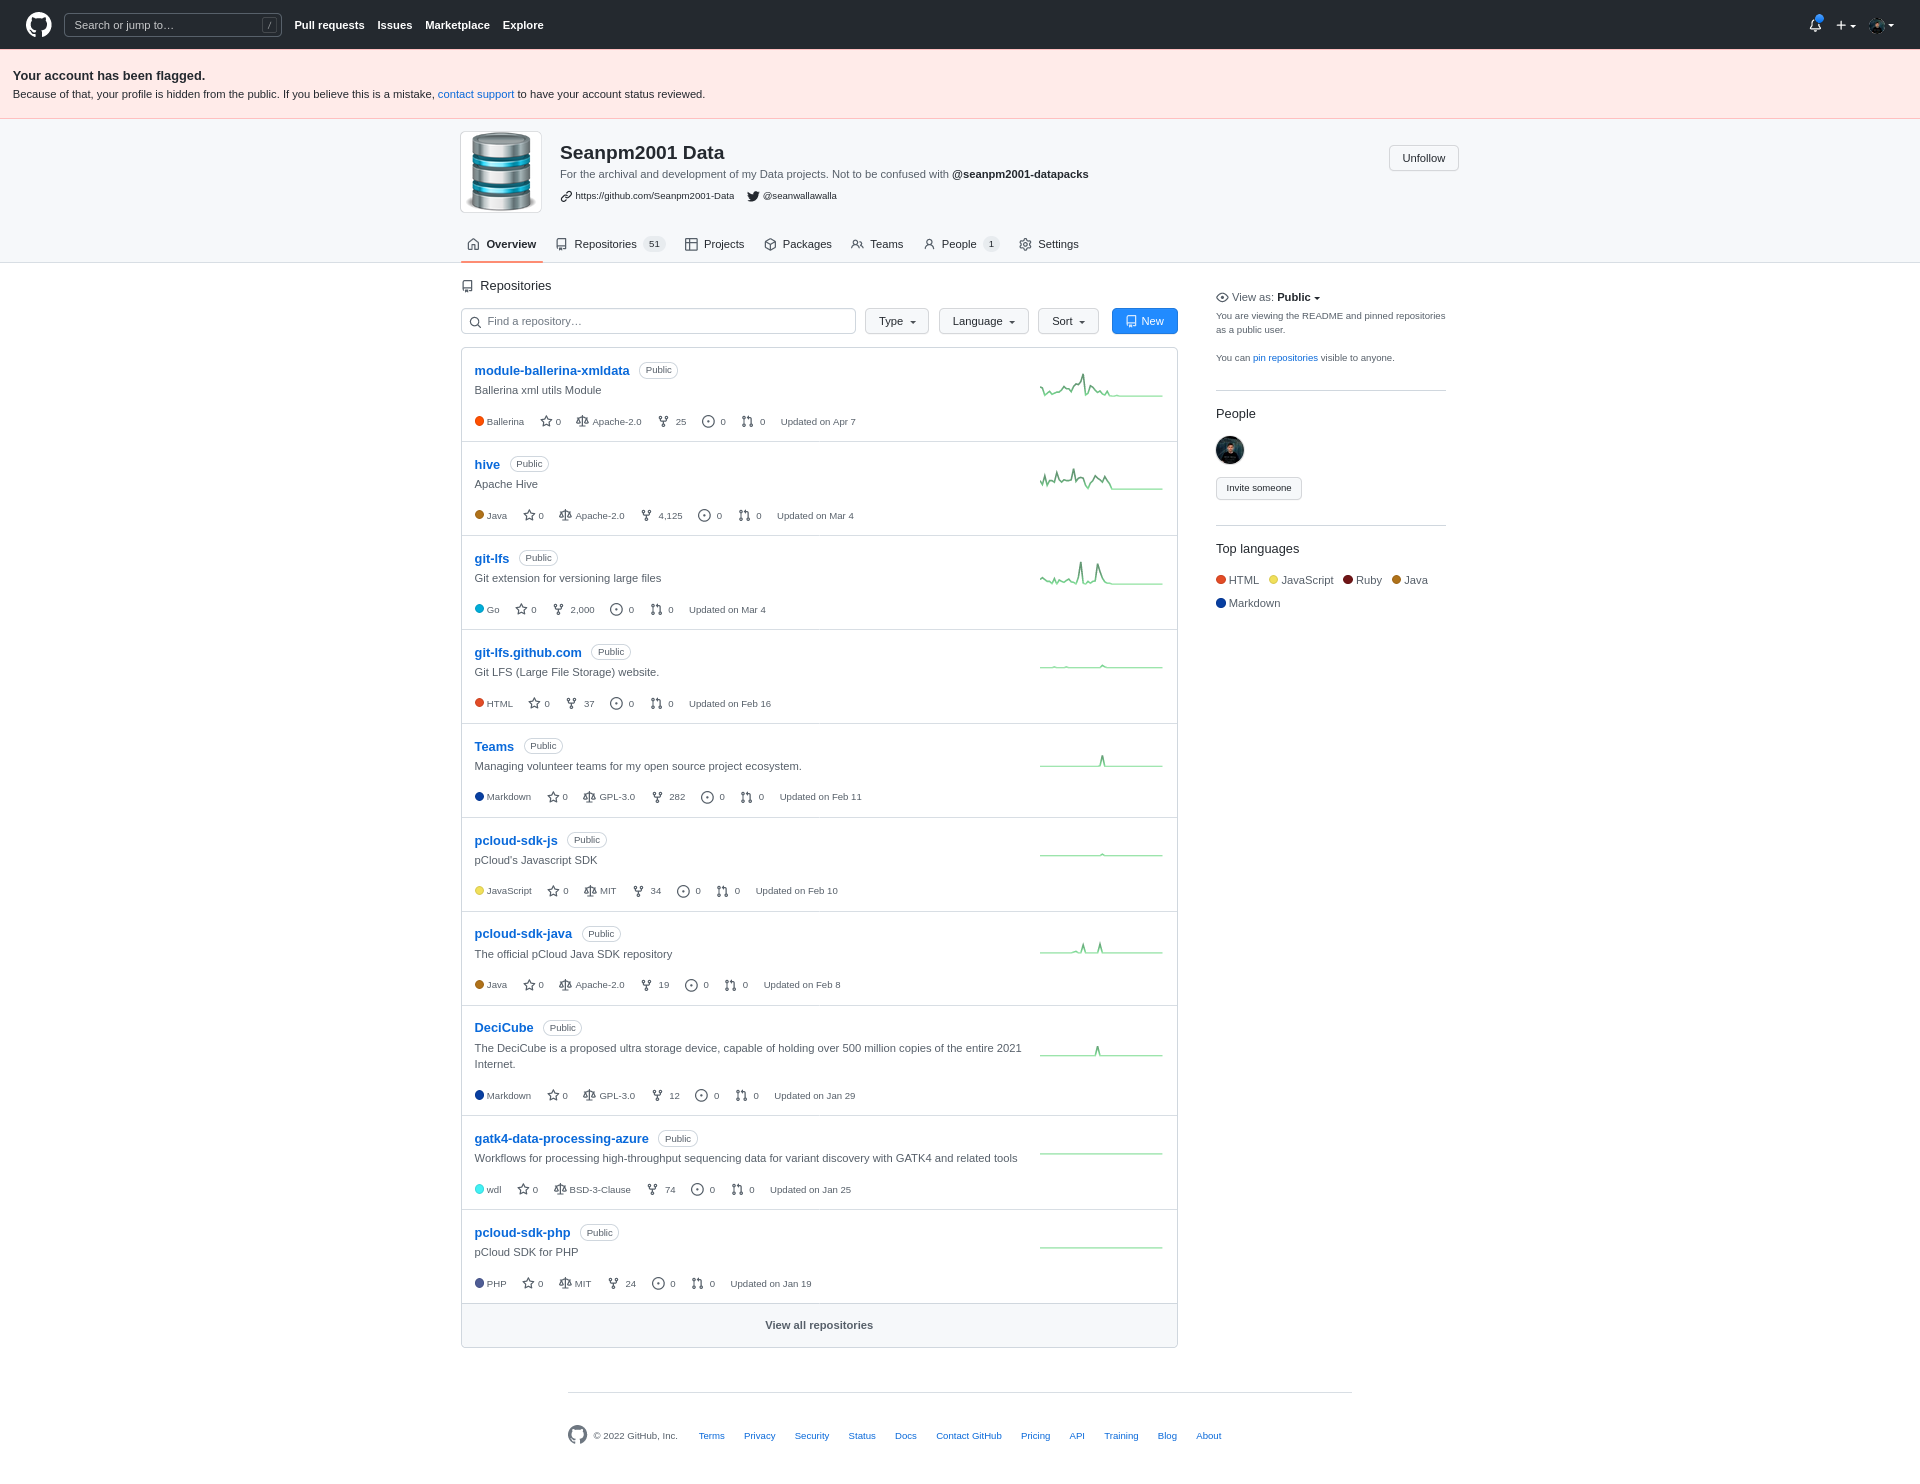 Search or jump to… /
Pull requests Issues Marketplace Explore
Your account has been flagged.
Because of that, your profile is hidden from the public. If you believe this is a mistake, contact support to have your account status reviewed.
Seanpm2001 Data
For the archival and development of my Data projects. Not to be confused with @seanpm2001-datapacks
https://github.com/Seanpm2001-Data @seanwallawalla
Unfollow
Overview Repositories 51 Projects Packages Teams People 1 Settings
Repositories
Find a repository… Type Language Sort New
module-ballerina-xmldata Public
Ballerina xml utils Module
Ballerina 0 Apache-2.0 25 0 0 Updated on Apr 7
hive Public
Apache Hive
Java 0 Apache-2.0 4,125 0 0 Updated on Mar 4
git-lfs Public
Git extension for versioning large files
Go 0 2,000 0 0 Updated on Mar 4
git-lfs.github.com Public
Git LFS (Large File Storage) website.
HTML 0 37 0 0 Updated on Feb 16
Teams Public
Managing volunteer teams for my open source project ecosystem.
Markdown 0 GPL-3.0 282 0 0 Updated on Feb 11
pcloud-sdk-js Public
pCloud's Javascript SDK
JavaScript 0 MIT 34 0 0 Updated on Feb 10
pcloud-sdk-java Public
The official pCloud Java SDK repository
Java 0 Apache-2.0 19 0 0 Updated on Feb 8
DeciCube Public
The DeciCube is a proposed ultra storage device, capable of holding over 500 million copies of the entire 2021
Internet.
Markdown 0 GPL-3.0 12 0 0 Updated on Jan 29
gatk4-data-processing-azure Public
Workflows for processing high-throughput sequencing data for variant discovery with GATK4 and related tools
wdl 0 BSD-3-Clause 74 0 0 Updated on Jan 25
pcloud-sdk-php Public
pCloud SDK for PHP
PHP 0 MIT 24 0 0 Updated on Jan 19
View all repositories
View as: Public
You are viewing the README and pinned repositories
as a public user.
You can pin repositories visible to anyone.
People
Invite someone
Top languages
HTML JavaScript Ruby Java
Markdown
© 2022 GitHub, Inc. Terms Privacy Security Status Docs Contact GitHub Pricing API Training Blog About